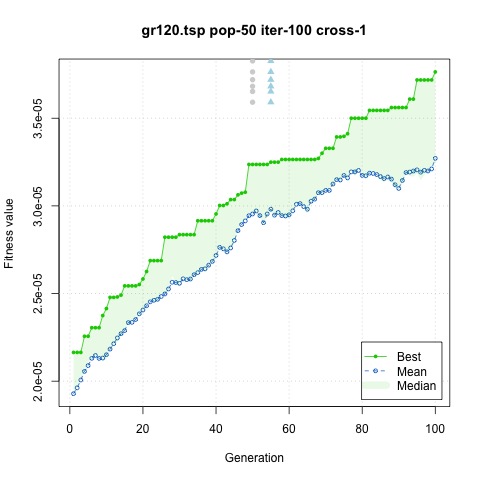 gr120.tsp pop-50 iter-100 cross-1
Fitness value
3.5e-05
3.0e-05
2.5e-05
2.0e-05
Best
Mean
Median
0 20 40 60 80 100
Generation